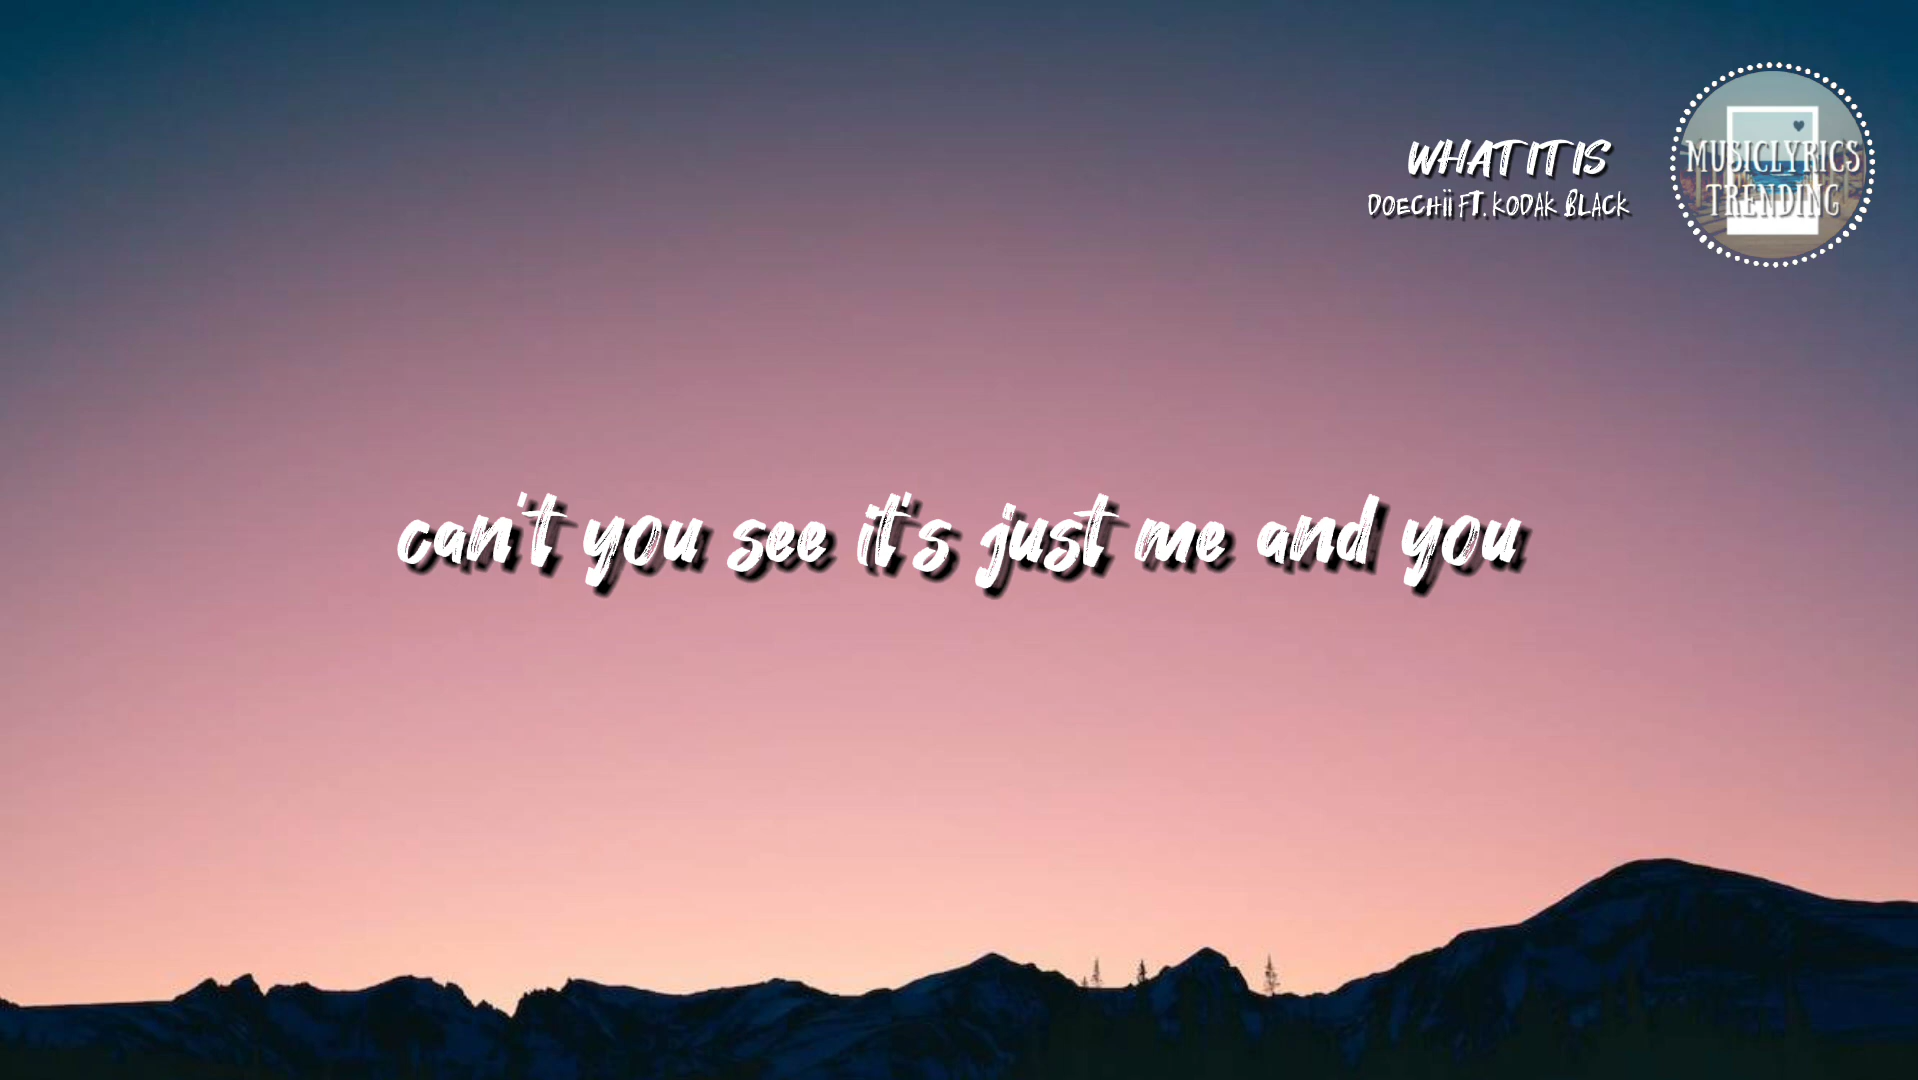 WHAT IT IS
DOECHII FT. KODAK BLACK
MUSICLYRICS
TRENDING
can't you see it's just me and you